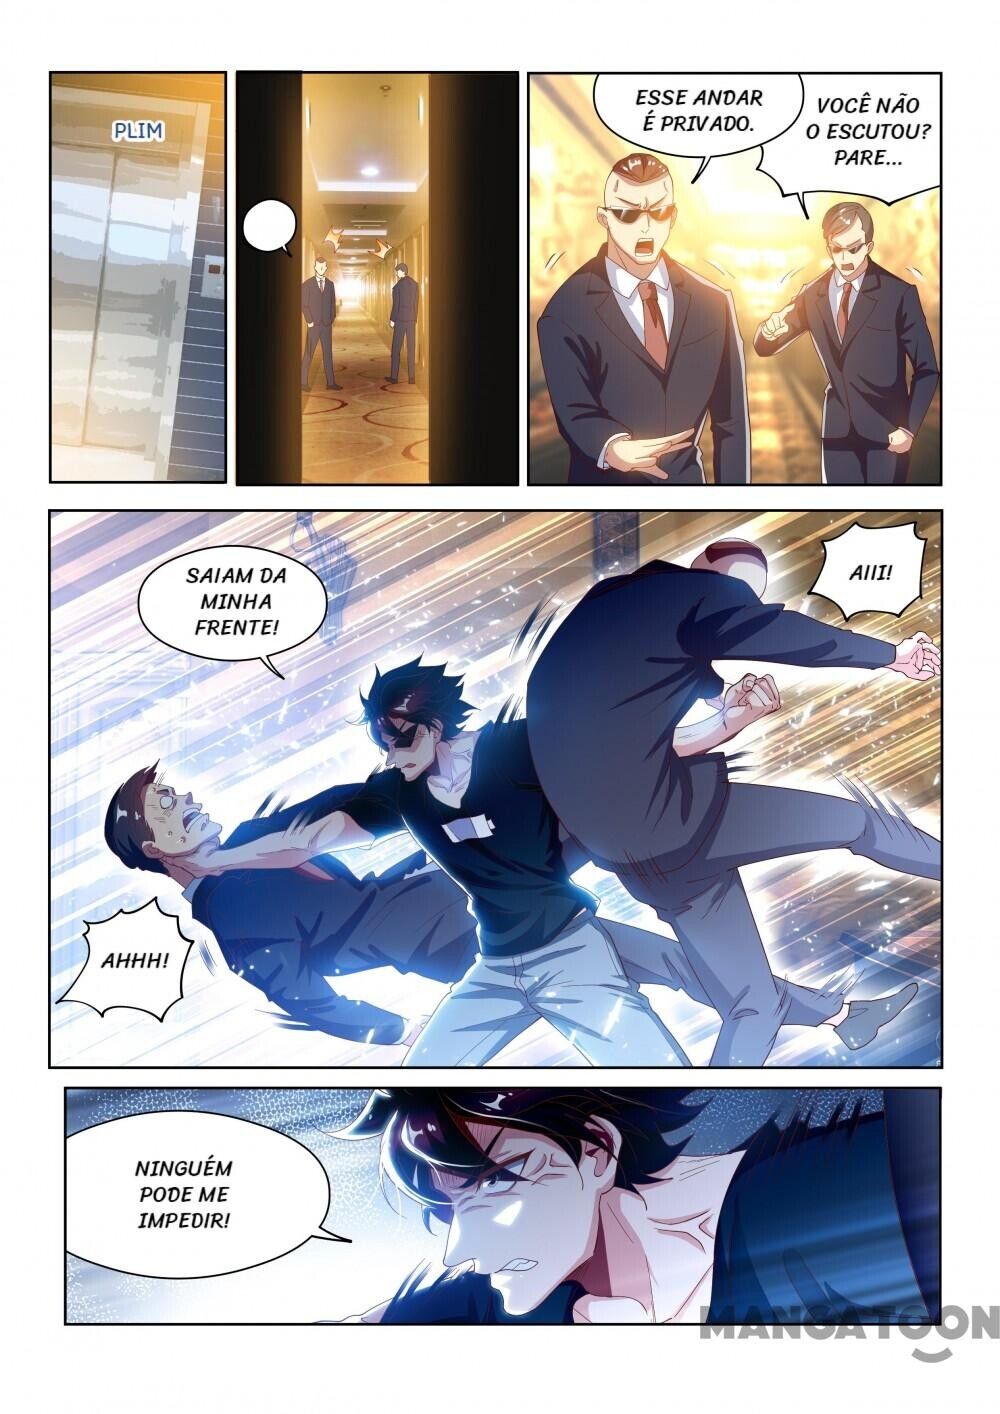 PLIM
ESSE ANDAR
É PRIVADO.
VOCÊ NÃO
O ESCUTOU?
PARE...
SAIAM DA
MINHA
FRENTE!
AIII!
AHHH!
NINGUÉM
PODE ME
IMPEDIR!
MANGATOON